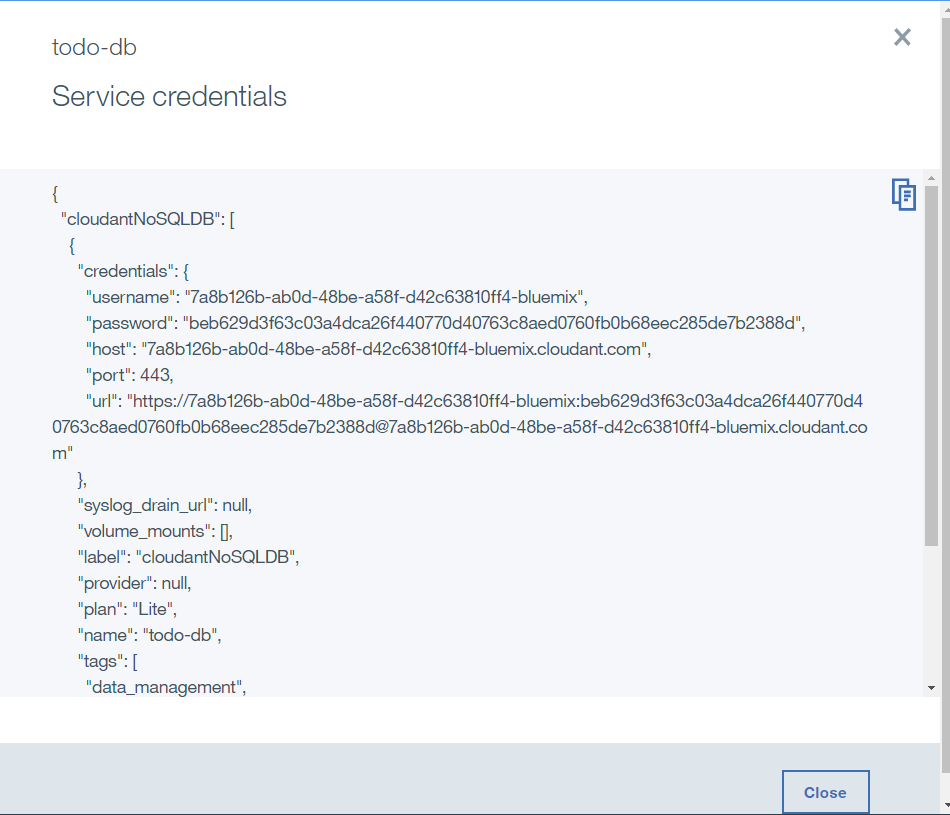 todo-db
Service credentials
{
"cloudantNoSQLDB": [
{
"credentials": {
"username": "7a8b126b-ab0d-48be-a58f-d42c63810ff4-bluemix",
"password": "beb629d3f63c03a4dca26f440770d40763c8aed0760fb0b68eec285de7b2388d",
"host": "7a8b126b-ab0d-48be-a58f-d42c63810ff4-bluemix.cloudant.com",
"port": 443,
"url": "https://7a8b126b-ab0d-48be-a58f-d42c63810ff4-bluemix:beb629d3f63c03a4dca26f440770d4
0763c8aed0760fb0b68eec285de7b2388d@7a8b126b-ab0d-48be-a58f-d42c63810ff4-bluemix.cloudant.co
m"
},
"syslog_drain_url": null,
"volume_mounts": [],
"label": "cloudantNoSQLDB",
"provider": null,
"plan": "Lite",
"name": "todo-db",
"tags": [
"data_management",
Close